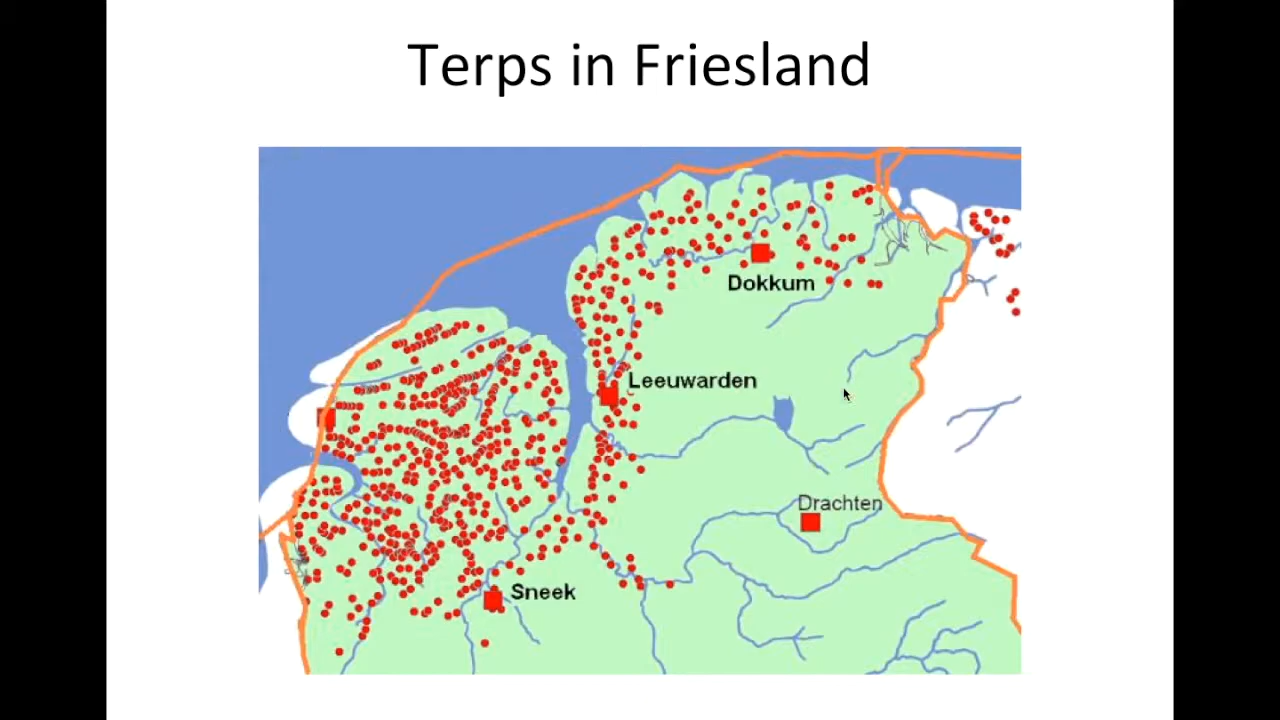 Terps in Friesland
Dokkum
Leeuwarden
Drachten
Sneek